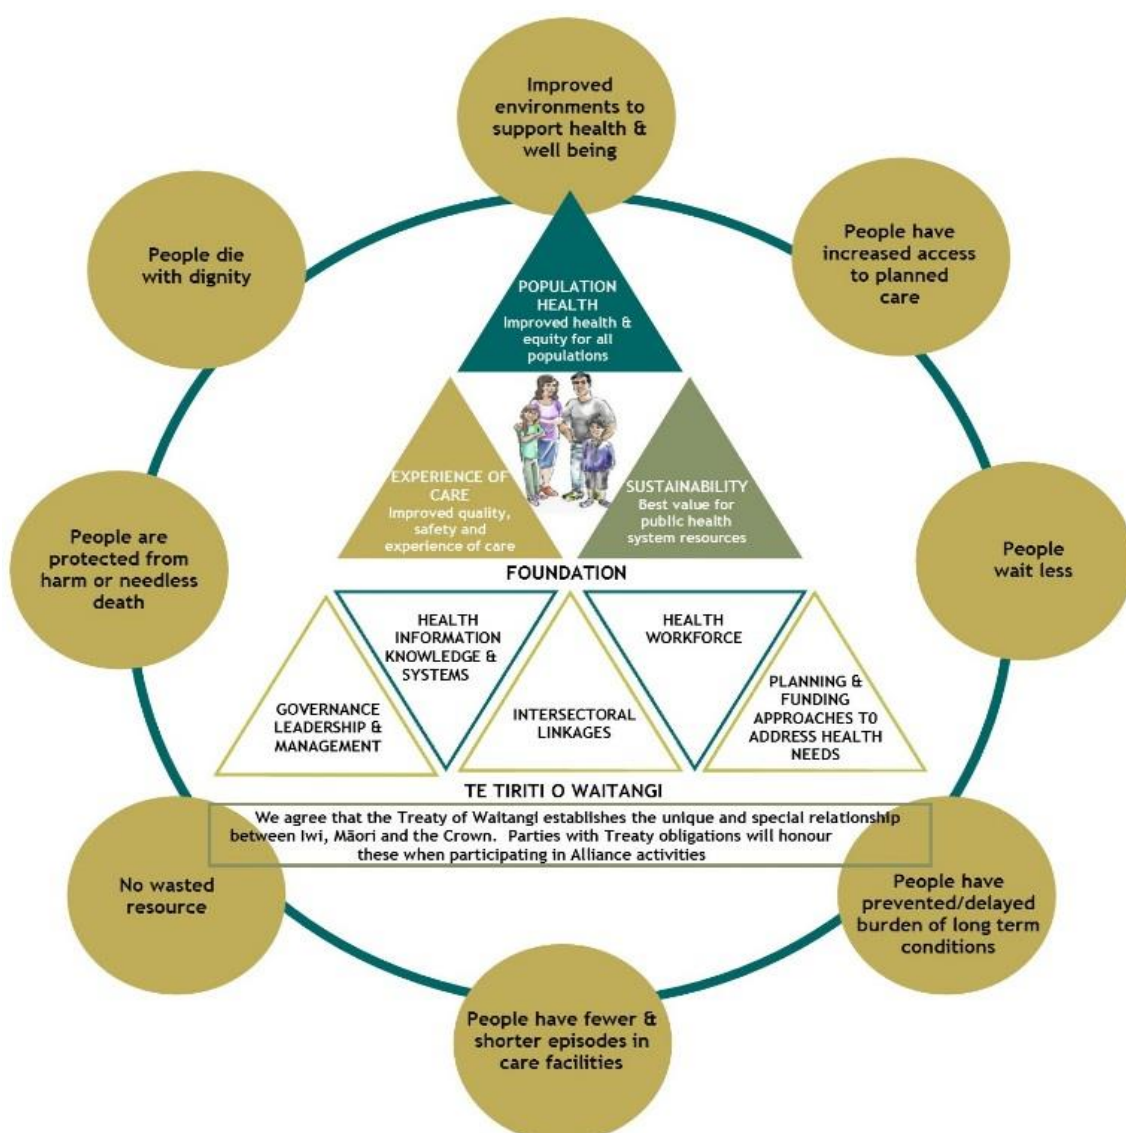 Improved
environments to
support health &
well being
People die
with dignity
People have
increased access
to planned
care
POPULATION
HEALTH
Improved health &
equity for all
populations
EXPERIENCE OF
CARE
Improved quality,
safety and
experience of care
SUSTAINABILITY
Best value for
public health
system resources
People are
protected from
harm or needless
death
People
wait less
FOUNDATION
GOVERNANCE
LEADERSHIP &
MANAGEMENT
HEALTH
INFORMATION
KNOWLEDGE &
SYSTEMS
INTERSECTORAL
LINKAGES
HEALTH
WORKFORCE
PLANNING &
FUNDING
APPROACHES T0
ADDRESS HEALTH
NEEDS
TE TIRITI O WAITANGI
We agree that the Treaty of Waitangi establishes the unique and special relationship
between Iwi, Māori and the Crown. Parties with Treaty obligations will honour
these when participating in Alliance activities
No wasted
resource
People have
prevented/delayed
burden of long term
conditions
People have fewer &
shorter episodes in
care facilities